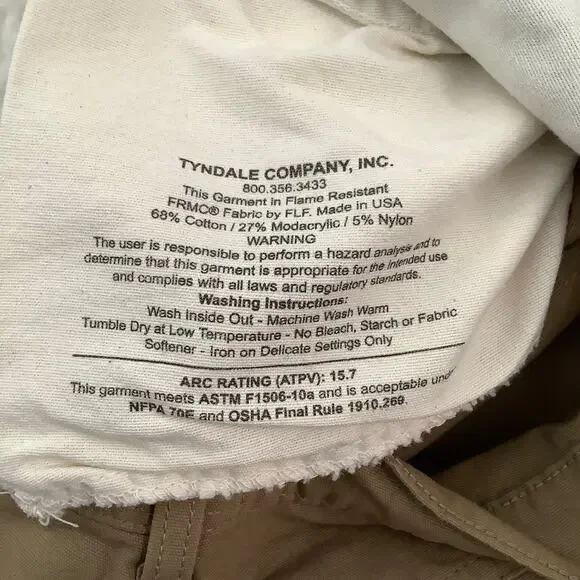 TYNDALE COMPANY, INC.
800.356.3433
This Garment in Flame Resistant
FRMC® Fabric by FLF. Made in USA
68% Cotton / 27% Modacrylic / 5% Nylon
WARNING
The user is responsible to perform a hazard analysis and to
determine that this garment is appropriate for the intended use
and complies with all laws and regulatory standards.
Washing Instructions:
Wash Inside Out - Machine Wash Warm
Tumble Dry at Low Temperature - No Bleach, Starch or Fabric
Softener - Iron on Delicate Settings Only
ARC RATING (ATPV): 15.7
This garment meets ASTM F1506-10a and is acceptable unde
NFPA 70E and OSHA Final Rule 1910.269.